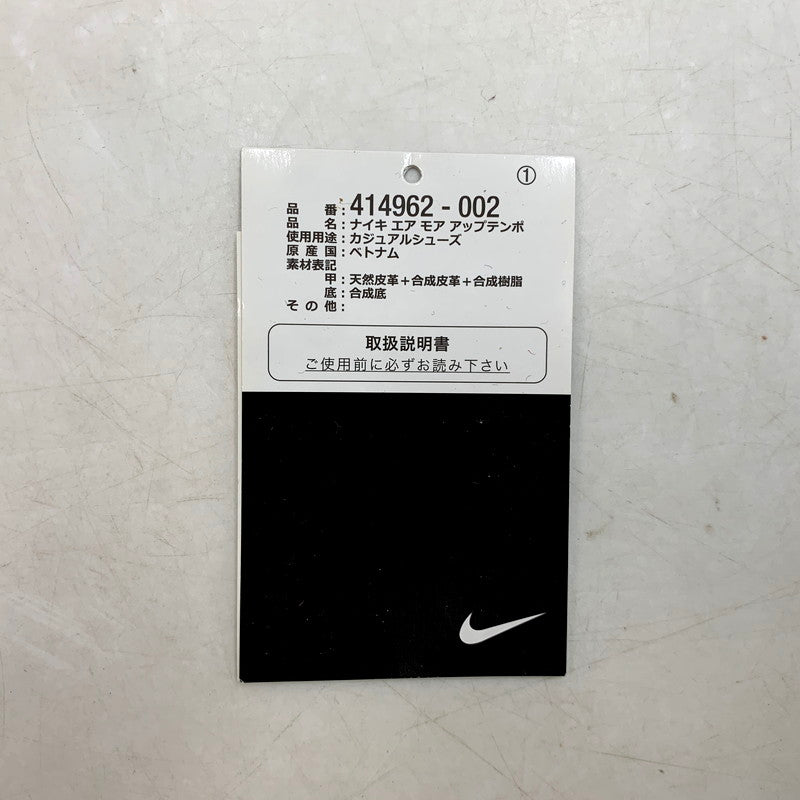 ①
品番：414962 - 002
品名：ナイキ エア モア アップテンポ
使用用途：カジュアルシューズ
原産国：ベトナム
素材表記
甲：天然皮革＋合成皮革＋合成樹脂
底：合成底
その他：
取扱説明書
ご使用前に必ずお読み下さい